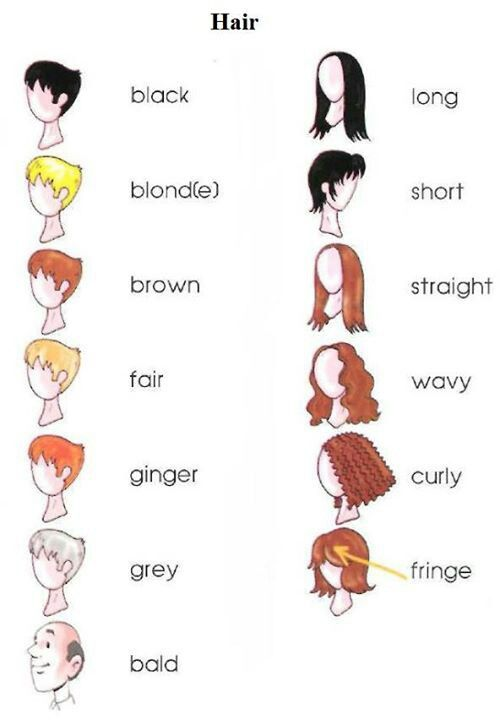 Hair
black
blond(e)
brown
fair
ginger
grey
bald
long
short
straight
wavy
curly
fringe